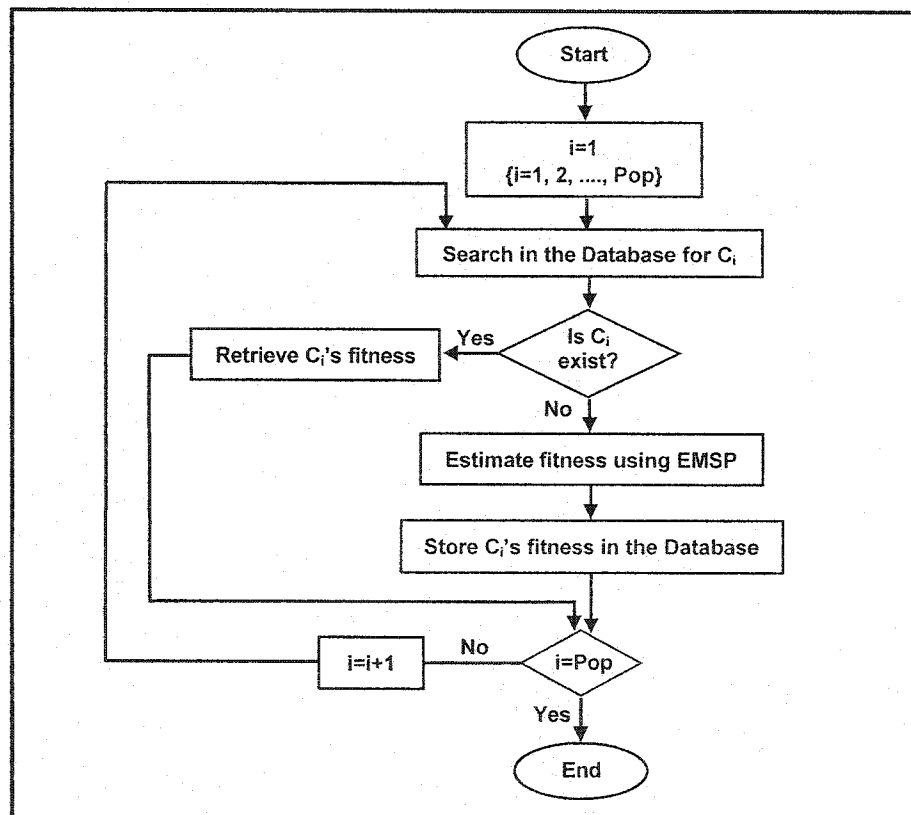 Start
i=1
{i=1, 2, ...., Pop}
Search in the Database for Cᵢ
Is Cᵢ
exist?
Yes
Retrieve Cᵢ's fitness
No
Estimate fitness using EMSP
Store Cᵢ's fitness in the Database
i=Pop
No
i=i+1
Yes
End